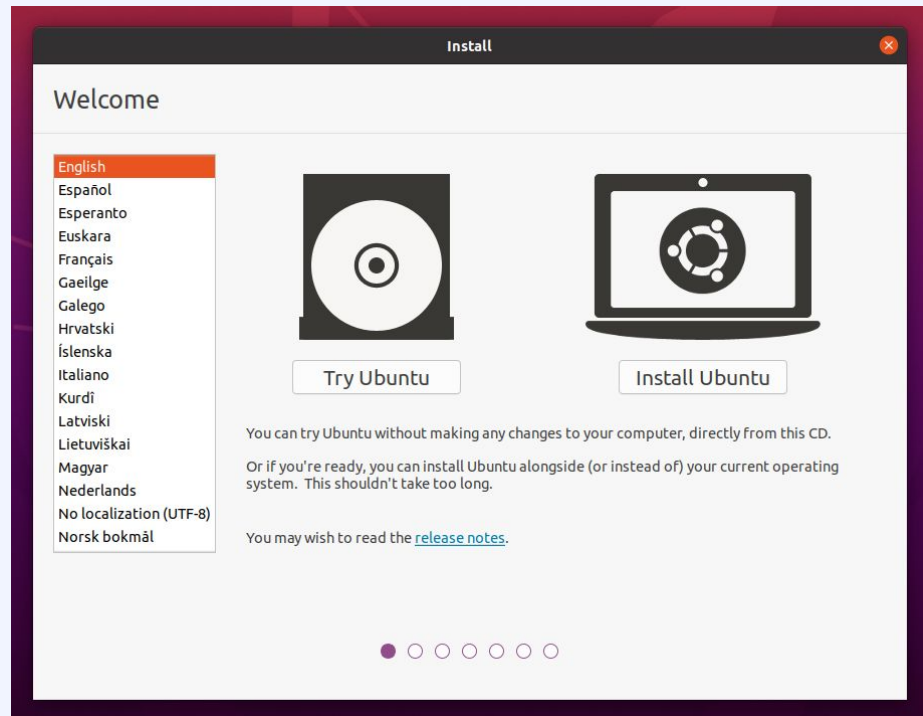 Install
Welcome
English
Español
Esperanto
Euskara
Français
Gaeilge
Galego
Hrvatski
Íslenska
Italiano
Kurdî
Latviski
Lietuviškai
Magyar
Nederlands
No localization (UTF-8)
Norsk bokmål
Try Ubuntu
Install Ubuntu
You can try Ubuntu without making any changes to your computer, directly from this CD.
Or if you're ready, you can install Ubuntu alongside (or instead of) your current operating
system. This shouldn't take too long.
You may wish to read the release notes.